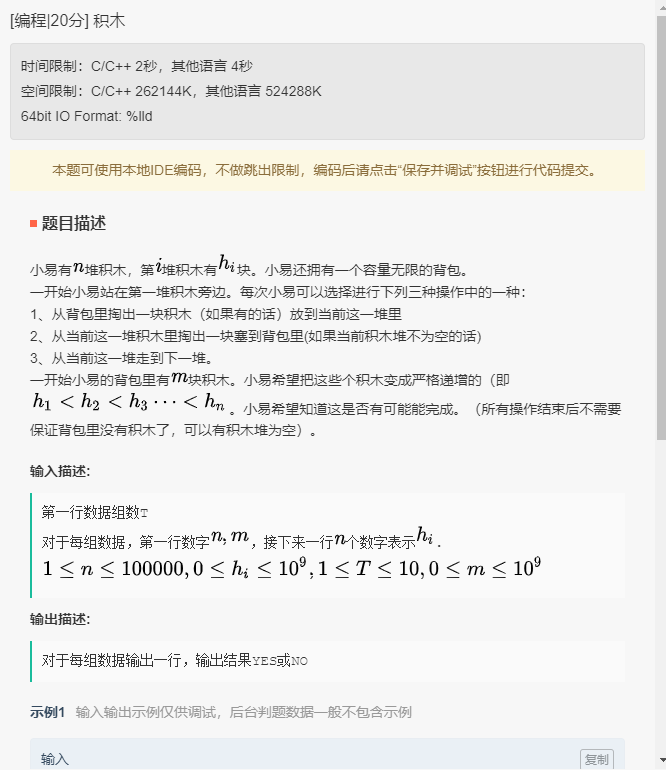 [编程|20分] 积木
时间限制：C/C++ 2秒，其他语言 4秒
空间限制：C/C++ 262144K，其他语言 524288K
64bit IO Format: %lld
本题可使用本地IDE编码，不做跳出限制，编码后请点击“保存并调试”按钮进行代码提交。
题目描述
小易有n堆积木，第i堆积木有h_i块。小易还拥有一个容量无限的背包。
一开始小易站在第一堆积木旁边。每次小易可以选择进行下列三种操作中的一种：
1、从背包里掏出一块积木（如果有的话）放到当前这一堆里
2、从当前这一堆积木里掏出一块塞到背包里(如果当前积木堆不为空的话)
3、从当前这一堆走到下一堆。
一开始小易的背包里有m块积木。小易希望把这些个积木变成严格递增的（即
h_1 < h_2 < h_3 ⋯ < h_n 。小易希望知道这是否有可能能完成。（所有操作结束后不需要
保证背包里没有积木了，可以有积木堆为空）。
输入描述:
第一行数据组数T
对于每组数据，第一行数字n, m，接下来一行n个数字表示h_i.
1 ≤ n ≤ 100000, 0 ≤ h_i ≤ 10^9, 1 ≤ T ≤ 10, 0 ≤ m ≤ 10^9
输出描述:
对于每组数据输出一行，输出结果YES或NO
示例1 输入输出示例仅供调试，后台判题数据一般不包含示例
输入
复制